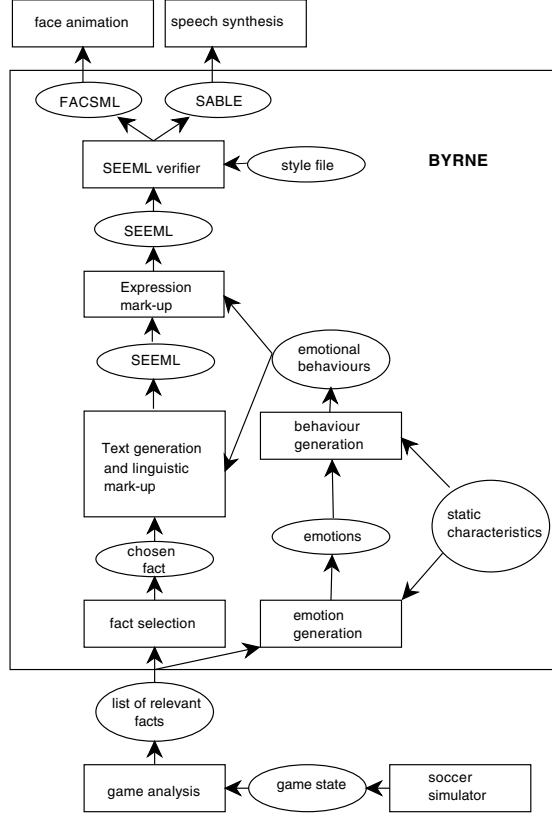 face animation
speech synthesis
FACSML
SABLE
SEEML verifier
style file
BYRNE
SEEML
Expression
mark-up
SEEML
emotional
behaviours
Text generation
and linguistic
mark-up
behaviour
generation
static
characteristics
chosen
fact
emotions
fact selection
emotion
generation
list of relevant
facts
game analysis
game state
soccer
simulator